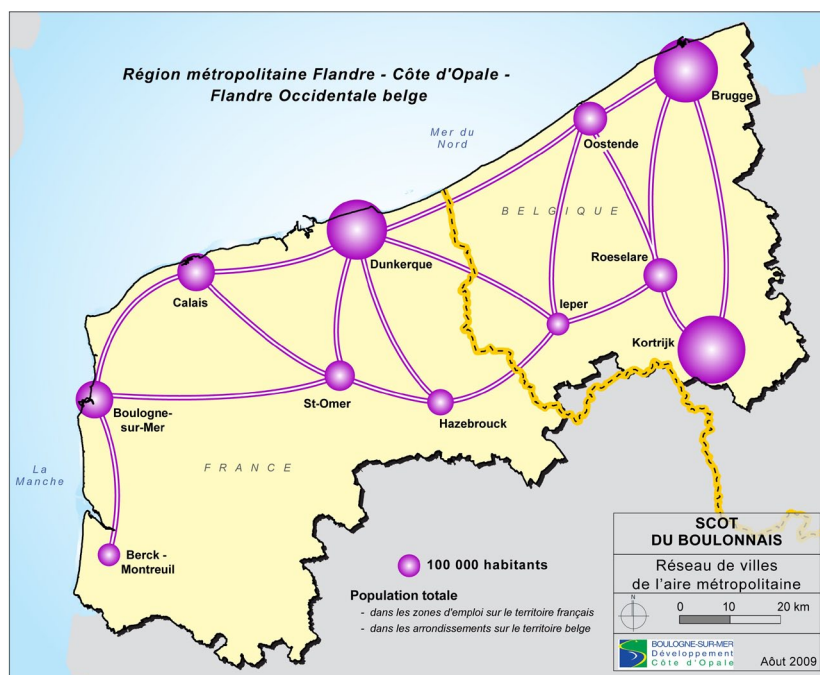 Région métropolitaine Flandre - Côte d'Opale -
Flandre Occidentale belge
Mer du
Nord
Brugge
Oostende
BELGIQUE
Dunkerque
Roeselare
Calais
Ieper
Kortrijk
Boulogne-
sur-Mer
St-Omer
Hazebrouck
FRANCE
La
Manche
Berck -
Montreuil
100 000 habitants
Population totale
- dans les zones d'emploi sur le territoire français
- dans les arrondissements sur le territoire belge
SCOT
DU BOULONNAIS
Réseau de villes
de l'aire métropolitaine
N
0 10 20 km
BOULOGNE-SUR-MER
Développement
Côte d'Opale
Aôut 2009